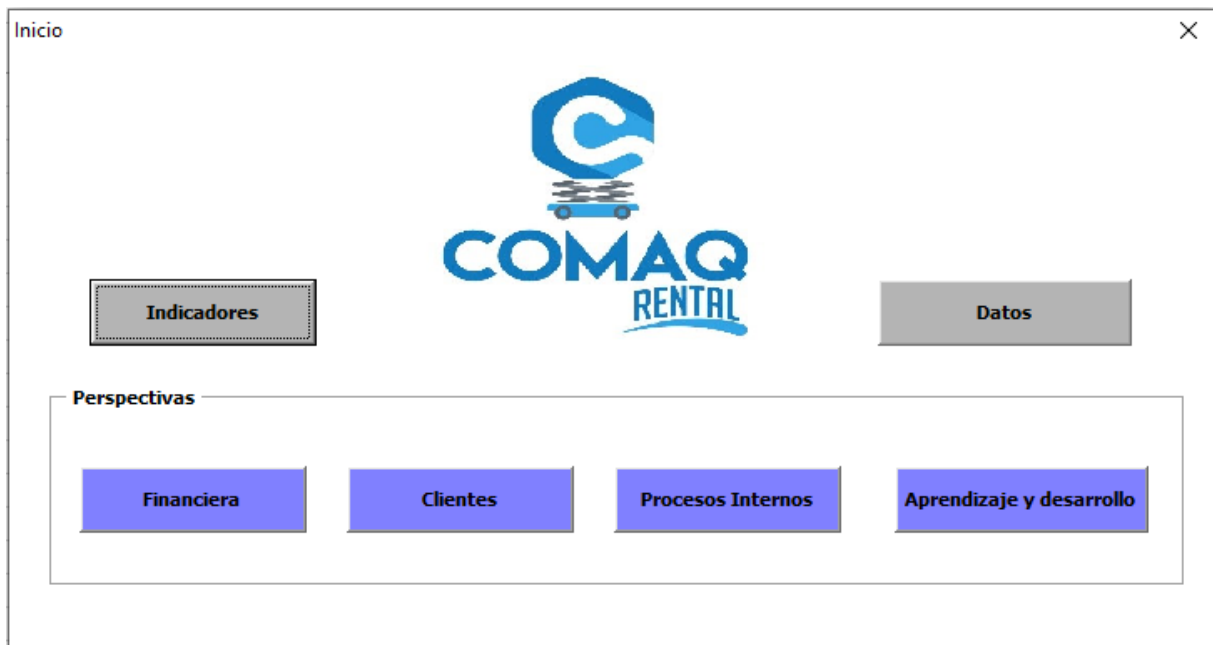 Inicio
COMAQ
RENTAL
Indicadores
Datos
Perspectivas
Financiera
Clientes
Procesos Internos
Aprendizaje y desarrollo